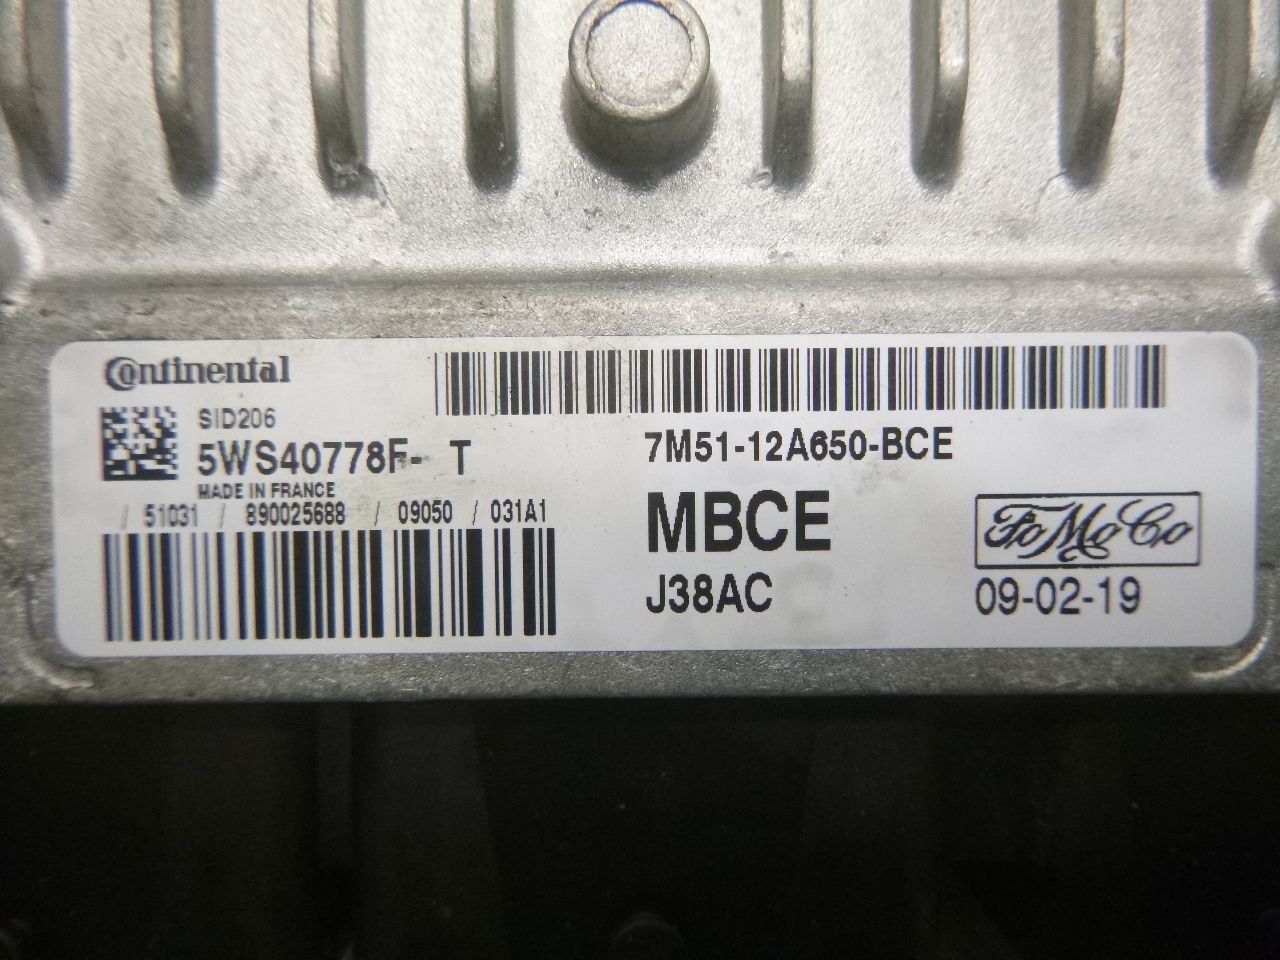 Continental
SID206
5WS40778F- T
MADE IN FRANCE
/ 51031 / 890025688 / 09050 / 031A1
7M51-12A650-BCE
MBCE
J38AC
FoMoCo
09-02-19